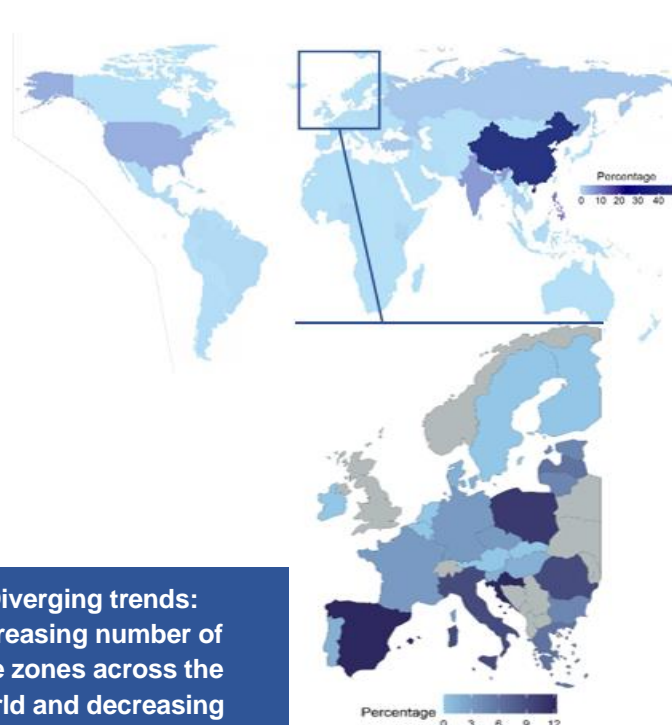 Percentage
0 10 20 30 40
Diverging trends:
reasing number of
e zones across the
rld and decreasing
Percentage
0 3 6 9 12